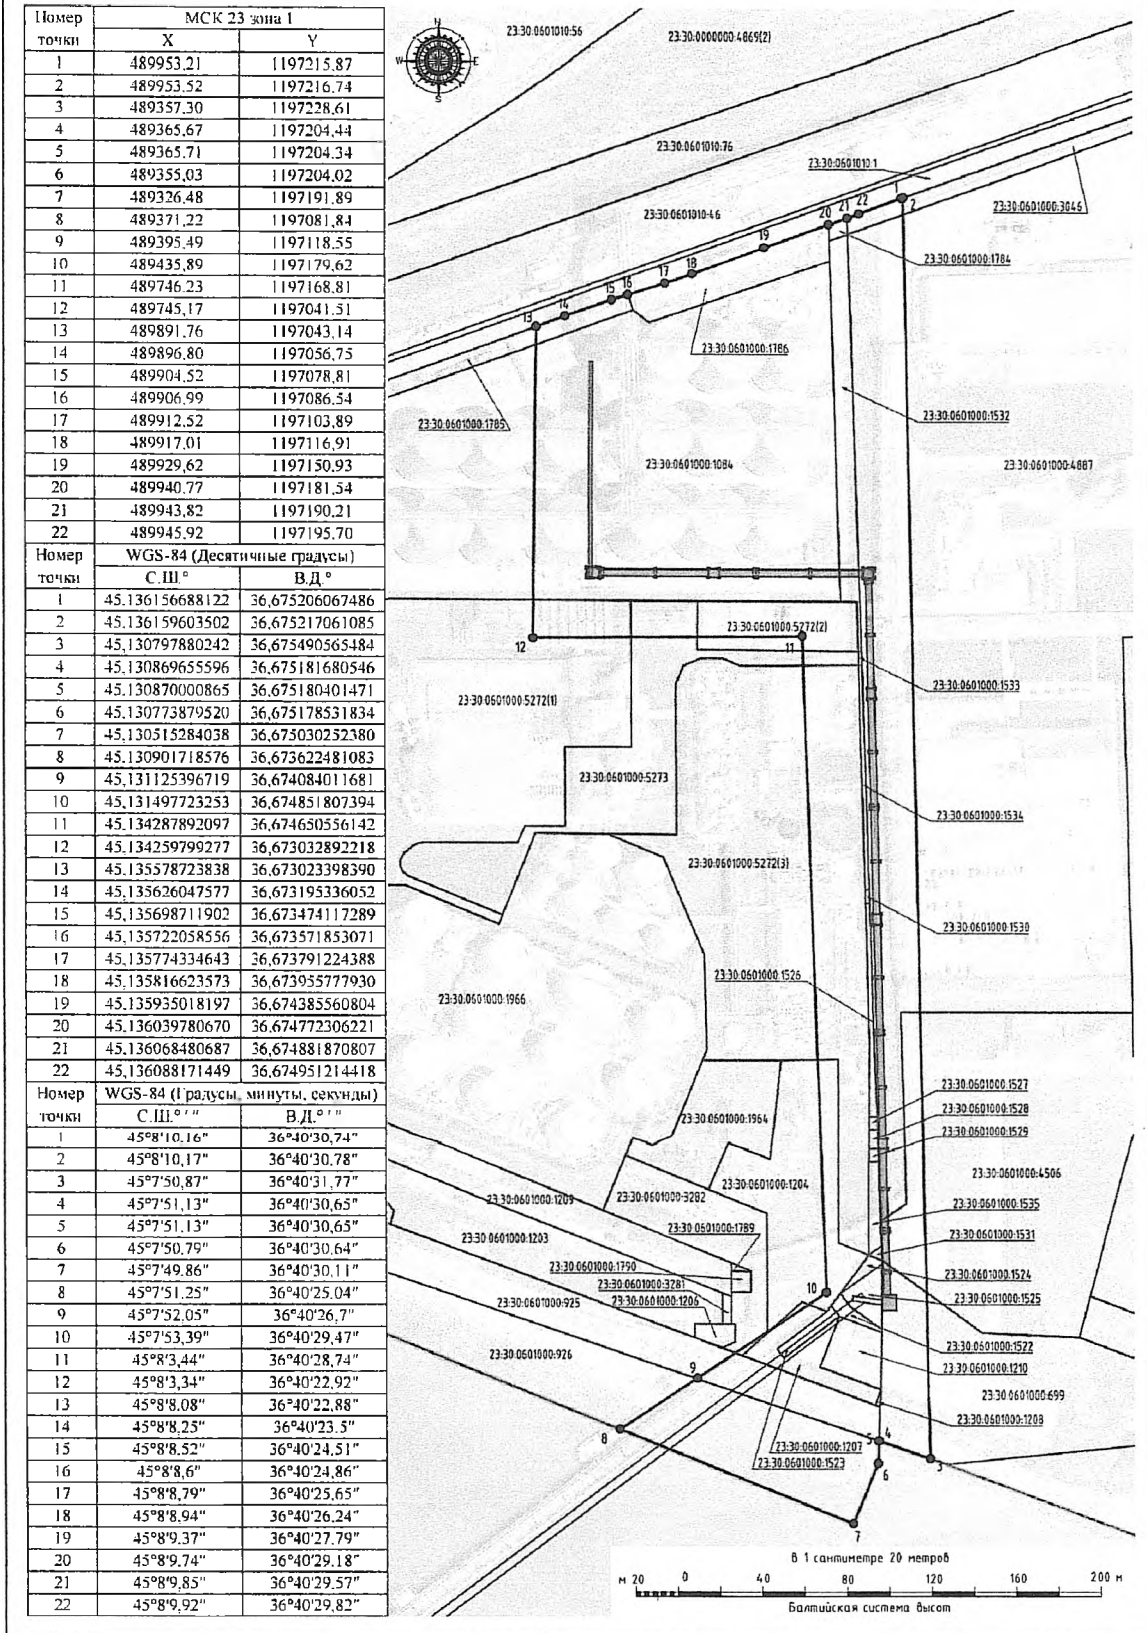 Номер точки МСК 23 зона 1
X Y
1 489953,21 1197215,87
2 489953,52 1197216,74
3 489357,30 1197228,61
4 489365,67 1197204,44
5 489365,71 1197204,34
6 489355,03 1197204,02
7 489326,48 1197191,89
8 489371,22 1197081,84
9 489395,49 1197118,55
10 489435,89 1197179,62
11 489746,23 1197168,81
12 489745,17 1197041,51
13 489891,76 1197043,14
14 489896,80 1197056,75
15 489904,52 1197078,81
16 489906,99 1197086,54
17 489912,52 1197103,89
18 489917,01 1197116,91
19 489929,62 1197150,93
20 489940,77 1197181,54
21 489943,82 1197190,21
22 489945,92 1197195,70
Номер точки WGS-84 (Десятичные градусы)
С.Ш.° В.Д.°
1 45,136156688122 36,675206067486
2 45,136159603502 36,675217061085
3 45,130797880242 36,675490565484
4 45,130869655596 36,675181680546
5 45,130870000865 36,675180401471
6 45,130773879520 36,675178531834
7 45,130515284038 36,675030252380
8 45,130901718576 36,673622481083
9 45,131125396719 36,674084011681
10 45,131497723253 36,674851807394
11 45,134287892097 36,674650556142
12 45,134259799277 36,673032892218
13 45,135578723838 36,673023398390
14 45,135626047577 36,673195336052
15 45,135698711902 36,673474117289
16 45,135722058556 36,673571853071
17 45,135774334643 36,673791224388
18 45,135816623573 36,673955777930
19 45,135935018197 36,674385560804
20 45,136039780670 36,674772306221
21 45,136068480687 36,674881870807
22 45,136088171449 36,674951214418
Номер точки WGS-84 (Градусы, минуты, секунды)
С.Ш.°'" В.Д.°'"
1 45°8'10,16" 36°40'30,74"
2 45°8'10,17" 36°40'30,78"
3 45°7'50,87" 36°40'31,77"
4 45°7'51,13" 36°40'30,65"
5 45°7'51,13" 36°40'30,65"
6 45°7'50,79" 36°40'30,64"
7 45°7'49,86" 36°40'30,11"
8 45°7'51,25" 36°40'25,04"
9 45°7'52,05" 36°40'26,7"
10 45°7'53,39" 36°40'29,47"
11 45°8'3,44" 36°40'28,74"
12 45°8'3,34" 36°40'22,92"
13 45°8'8,08" 36°40'22,88"
14 45°8'8,25" 36°40'23,5"
15 45°8'8,52" 36°40'24,51"
16 45°8'8,6" 36°40'24,86"
17 45°8'8,79" 36°40'25,65"
18 45°8'8,94" 36°40'26,24"
19 45°8'9,37" 36°40'27,79"
20 45°8'9,74" 36°40'29,18"
21 45°8'9,85" 36°40'29,57"
22 45°8'9,92" 36°40'29,82"
N
W E
S
23:30:0601010:56
23:30:0000000:4869(2)
23:30:0601010:76
23:30:0601010:1
23:30:0601010:46
23:30:0601000:3046
1
2
22
21
20
19
18
17
16
15
14
13
23:30:0601000:1784
23:30:0601000:1786
23:30:0601000:1785
23:30:0601000:1532
23:30:0601000:1084
23:30:0601000:4887
23:30:0601000:5272(2)
12
11
23:30:0601000:1533
23:30:0601000:5272(1)
23:30:0601000:5273
23:30:0601000:1534
23:30:0601000:5272(3)
23:30:0601000:1530
23:30:0601000:1526
23:30:0601000:1966
23:30:0601000:1527
23:30:0601000:1528
23:30:0601000:1529
23:30:0601000:1964
23:30:0601000:4506
23:30:0601000:1204
23:30:0601000:1209
23:30:0601000:3282
23:30:0601000:1535
23:30:0601000:1789
23:30:0601000:1203
23:30:0601000:1531
23:30:0601000:1790
23:30:0601000:1524
23:30:0601000:3281
10
23:30:0601000:1525
23:30:0601000:925
23:30:0601000:1206
23:30:0601000:1522
23:30:0601000:926
23:30:0601000:1210
9
23:30:0601000:699
23:30:0601000:1208
8
5
4
23:30:0601000:1207
23:30:0601000:1523
6
3
7
В 1 сантиметре 20 метров
м 20 0 40 80 120 160 200 м
Балтийская система высот